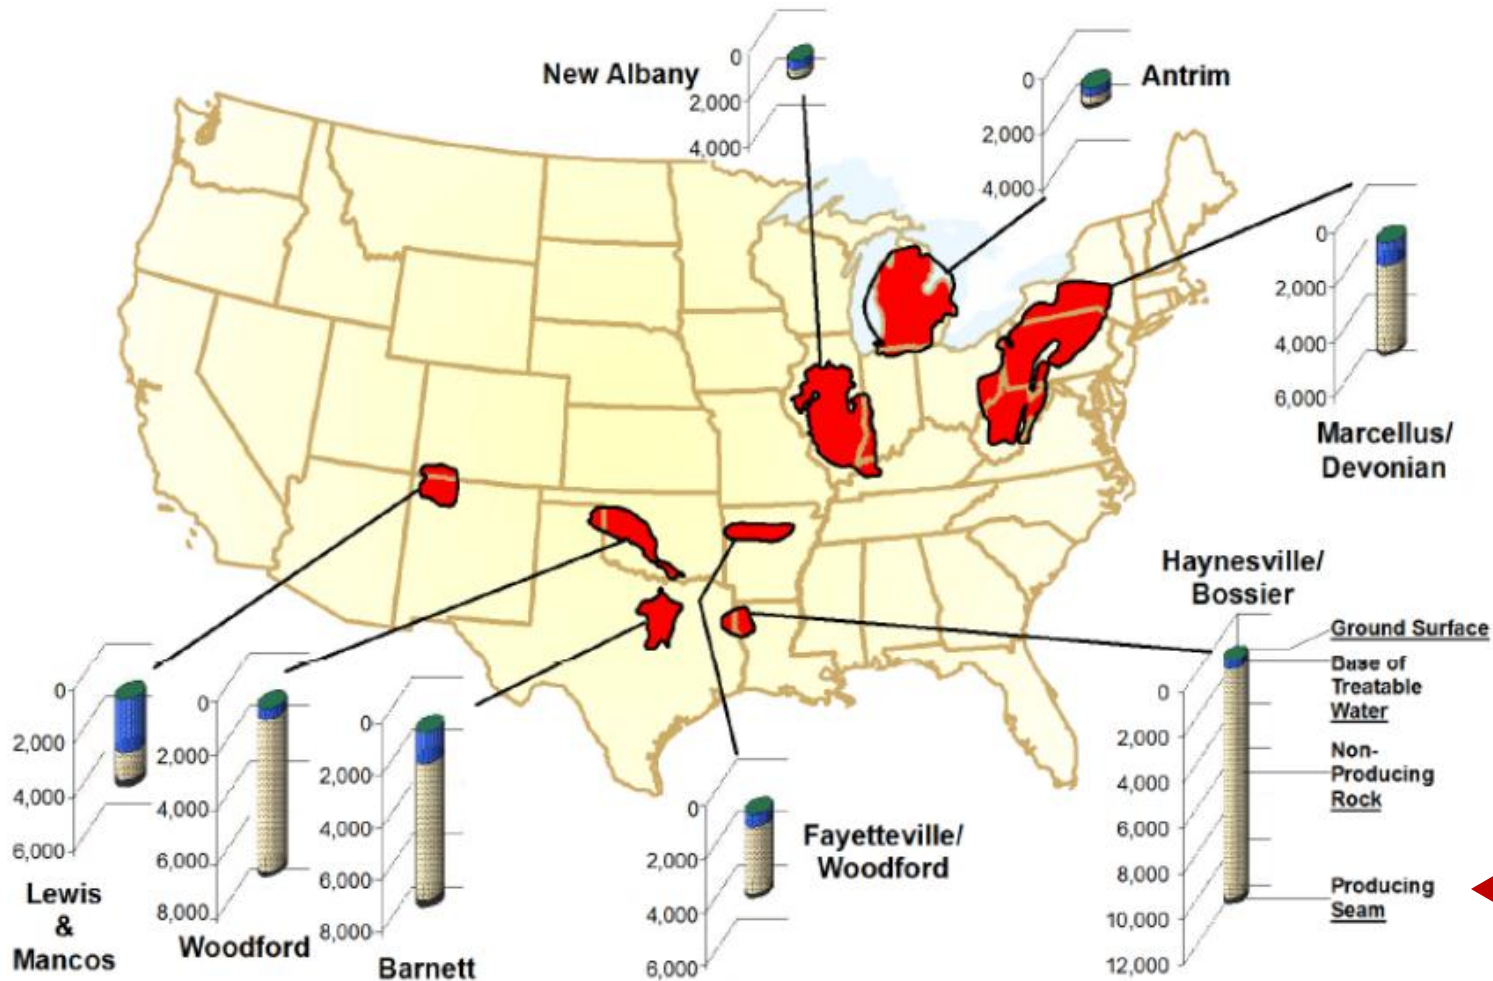 New Albany
0
2,000
4,000
Antrim
0
2,000
4,000
0
2,000
4,000
6,000
Marcellus/
Devonian
Haynesville/
Bossier
Ground Surface
Base of
Treatable
Water
Non-
Producing
Rock
Producing
Seam
0
2,000
4,000
6,000
8,000
10,000
12,000
0
2,000
4,000
6,000
Lewis
&
Mancos
0
2,000
4,000
6,000
8,000
Woodford
0
2,000
4,000
6,000
8,000
Barnett
0
2,000
4,000
6,000
Fayetteville/
Woodford